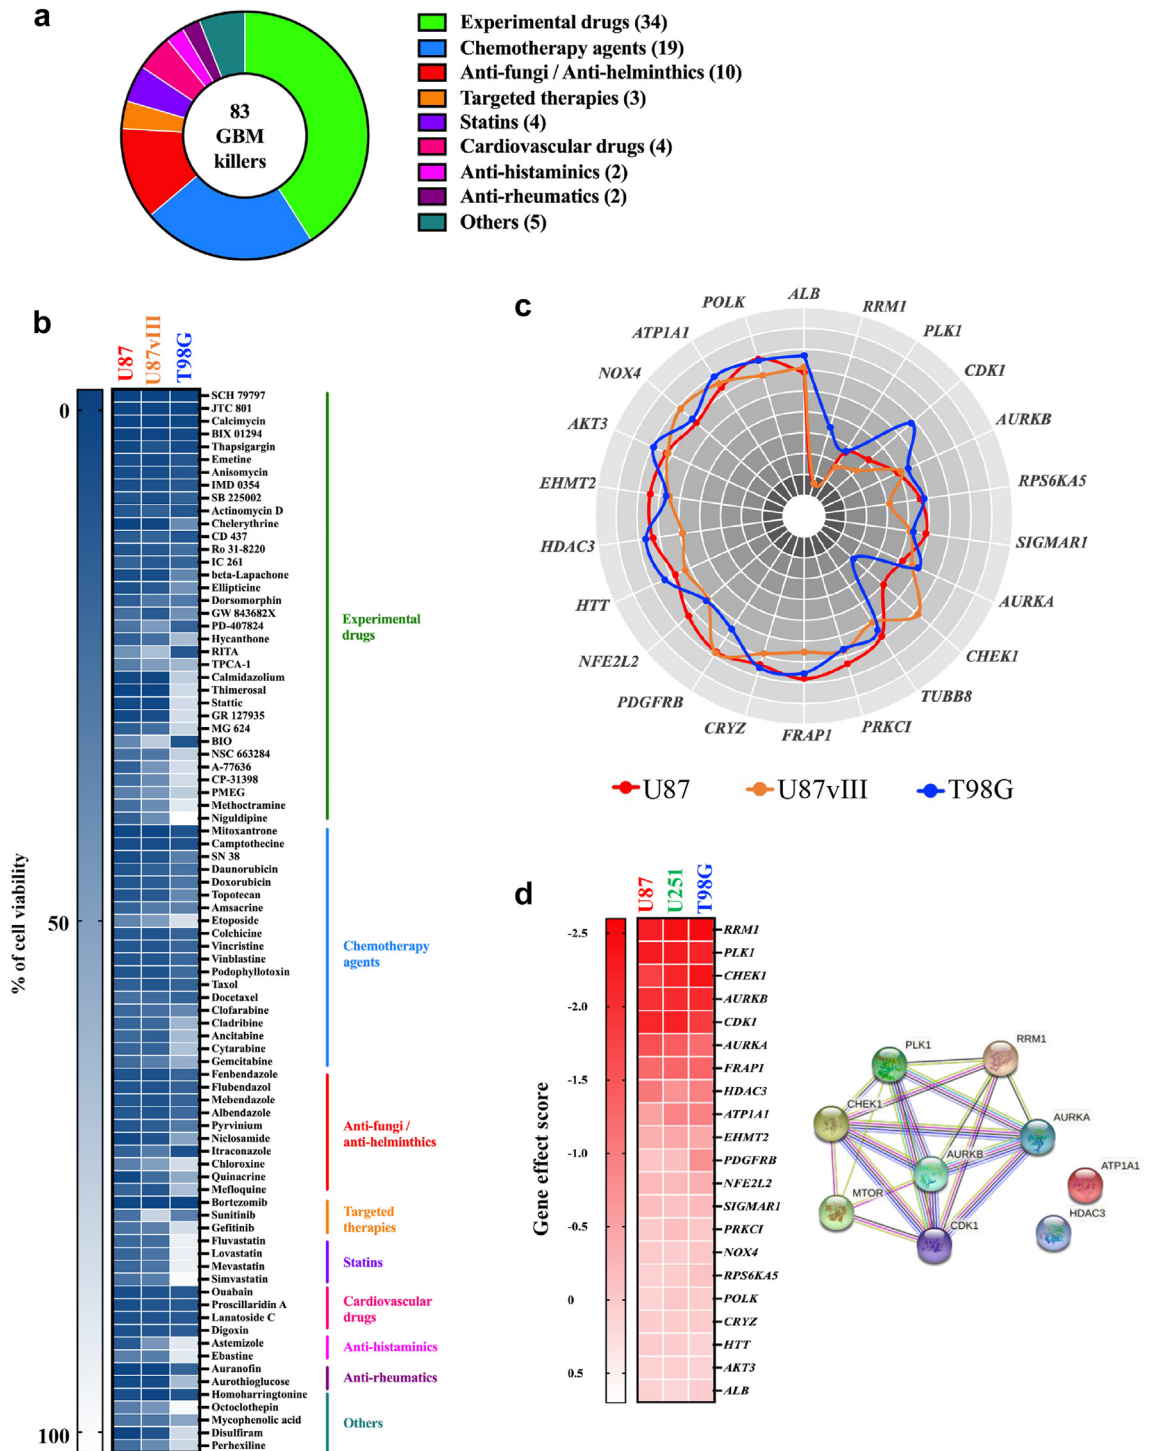 a
83
GBM
killers
Experimental drugs (34)
Chemotherapy agents (19)
Anti-fungi / Anti-helminthics (10)
Targeted therapies (3)
Statins (4)
Cardiovascular drugs (4)
Anti-histaminics (2)
Anti-rheumatics (2)
Others (5)
b
U87
U87vIII
T98G
% of cell viability
0
50
100
SCH 79797
JTC 801
Calcimycin
BIX 01294
Thapsigargin
Emetine
Anisomycin
IMD 0354
SB 225002
Actinomycin D
Chelerythrine
CD 437
Ro 31-8220
IC 261
beta-Lapachone
Ellipticine
Dorsomorphin
GW 843682X
PD-407824
Hycanthone
RITA
TPCA-1
Calmidazolium
Thimerosal
Stattic
GR 127935
MG 624
BIO
NSC 663284
A-77636
CP-31398
PMEG
Methoctramine
Niguldipine
Mitoxantrone
Camptothecine
SN 38
Daunorubicin
Doxorubicin
Topotecan
Amsacrine
Etoposide
Colchicine
Vincristine
Vinblastine
Podophyllotoxin
Taxol
Docetaxel
Clofarabine
Cladribine
Ancitabine
Cytarabine
Gemcitabine
Fenbendazole
Flubendazol
Mebendazole
Albendazole
Pyrvinium
Niclosamide
Itraconazole
Chloroxine
Quinacrine
Mefloquine
Bortezomib
Sunitinib
Gefitinib
Fluvastatin
Lovastatin
Mevastatin
Simvastatin
Ouabain
Proscillaridin A
Lanatoside C
Digoxin
Astemizole
Ebastine
Auranofin
Aurothioglucose
Homoharringtonine
Octoclothepin
Mycophenolic acid
Disulfiram
Perhexiline
Experimental
drugs
Chemotherapy
agents
Anti-fungi /
anti-helminthics
Targeted
therapies
Statins
Cardiovascular
drugs
Anti-histaminics
Anti-rheumatics
Others
c
ALB
RRM1
PLK1
CDK1
AURKB
RPS6KA5
SIGMAR1
AURKA
CHEK1
TUBB8
PRKCI
FRAP1
CRYZ
PDGFRB
NFE2L2
HTT
HDAC3
EHMT2
AKT3
NOX4
ATP1A1
POLK
U87
U87vIII
T98G
d
U87
U251
T98G
Gene effect score
-2.5
-2.0
-1.5
-1.0
-0.5
0
0.5
RRM1
PLK1
CHEK1
AURKB
CDK1
AURKA
FRAP1
HDAC3
ATP1A1
EHMT2
PDGFRB
NFE2L2
SIGMAR1
PRKCI
NOX4
RPS6KA5
POLK
CRYZ
HTT
AKT3
ALB
PLK1
RRM1
CHEK1
AURKA
AURKB
ATP1A1
MTOR
HDAC3
CDK1